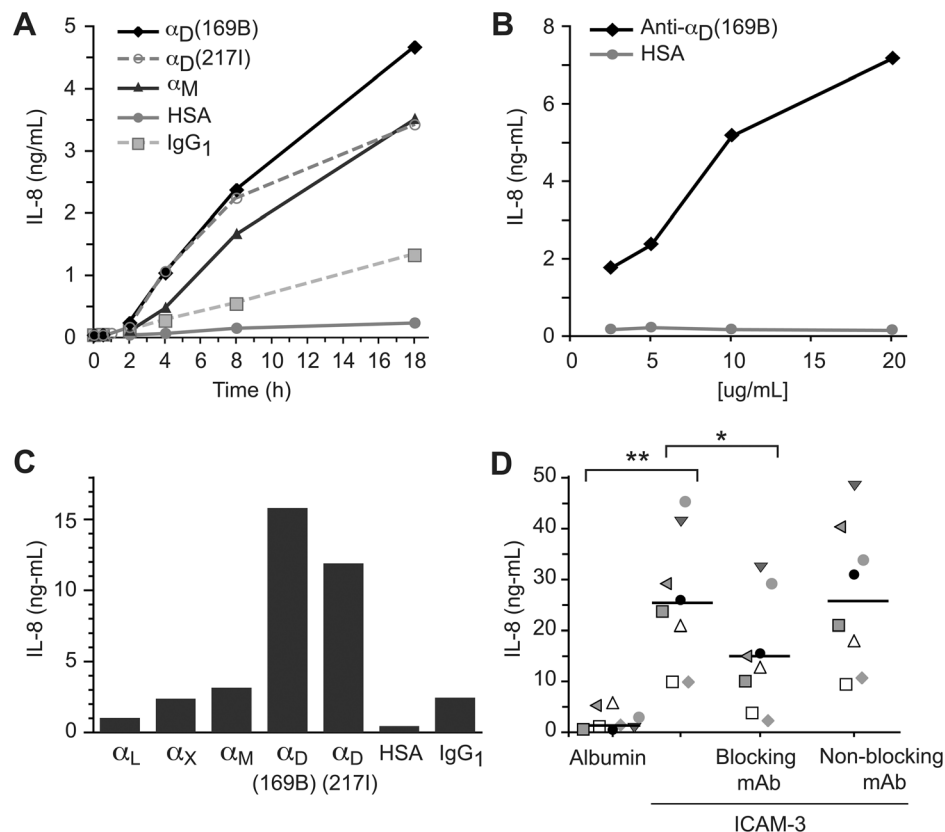 A
αD(169B)
αD(217I)
αM
HSA
IgG1
5
4
3
2
1
0
IL-8 (ng/mL)
0 2 4 6 8 10 12 14 16 18
Time (h)
B
Anti-αD(169B)
HSA
8
6
4
2
0
IL-8 (ng-mL)
0 5 10 15 20
[ug/mL]
C
15
10
5
0
IL-8 (ng-mL)
αL αX αM αD αD HSA IgG1
(169B) (217I)
D
** *
50
40
30
20
10
0
IL-8 (ng-mL)
Albumin Blocking Non-blocking
mAb mAb
ICAM-3